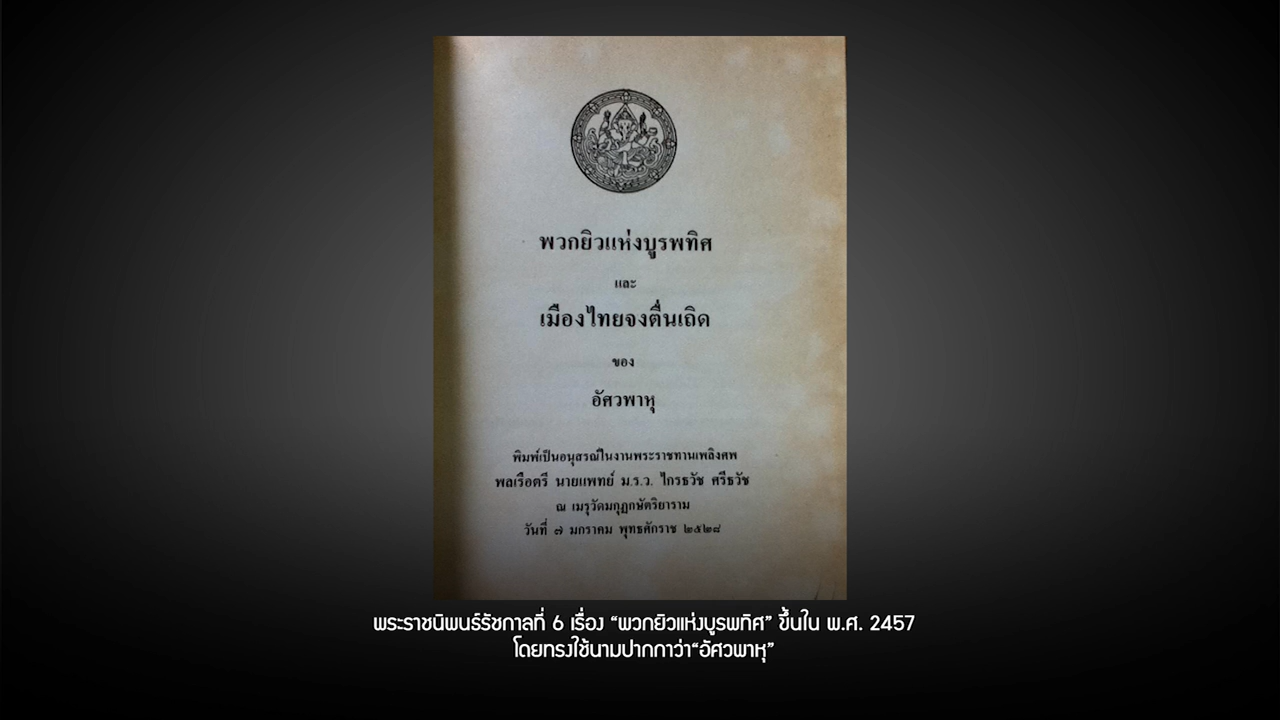 พวกยิวแห่งบูรพทิศ
และ
เมืองไทยจงตื่นเถิด
ของ
อัศวพาหุ
พิมพ์เป็นอนุสรณ์ในงานพระราชทานเพลิงศพ
พลเรือตรี นายแพทย์ ม.ร.ว. ไกรธวัช ศรีธวัช
ณ เมรุวัดมกุฏกษัตริยาราม
วันที่ ๗ มกราคม พุทธศักราช ๒๕๒๘
พระราชนิพนธ์รัชกาลที่ 6 เรื่อง “พวกยิวแห่งบูรพทิศ” ขึ้นใน พ.ศ. 2457
โดยทรงใช้นามปากกาว่า“อัศวพาหุ”